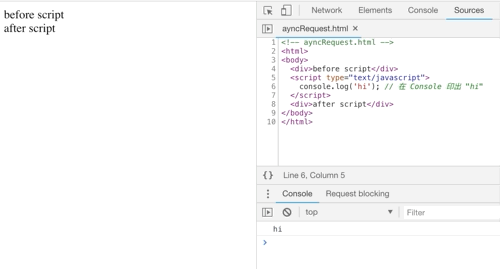 before script
after script
Network Elements Console Sources
ayncRequest.html ×
1 <!-- ayncRequest.html -->
2 <html>
3 <body>
4 <div>before script</div>
5 <script type="text/javascript">
6 console.log('hi'); // 在 Console 印出 "hi"
7 </script>
8 <div>after script</div>
9 </body>
10 </html>
{} Line 6, Column 5
Console Request blocking
top ▼ Filter
hi
>